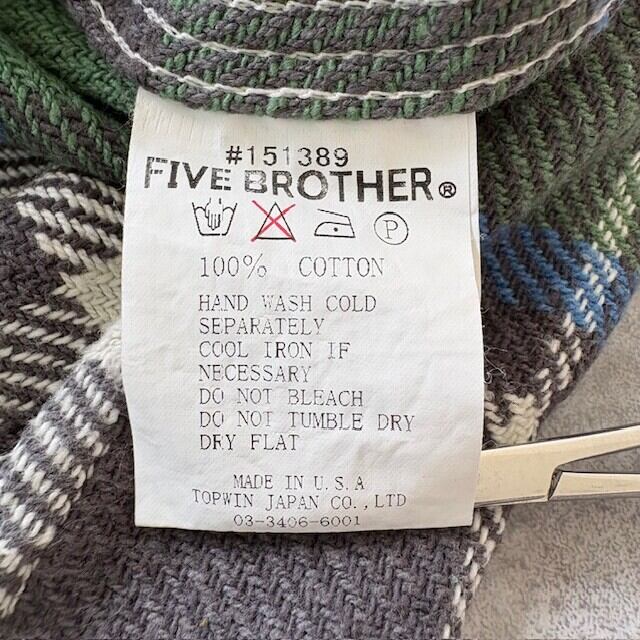 #151389
FIVE BROTHER®
P
100% COTTON
HAND WASH COLD
SEPARATELY
COOL IRON IF
NECESSARY
DO NOT BLEACH
DO NOT TUMBLE DRY
DRY FLAT
MADE IN U.S.A
TOPWIN JAPAN CO.,LTD
03-3406-6001